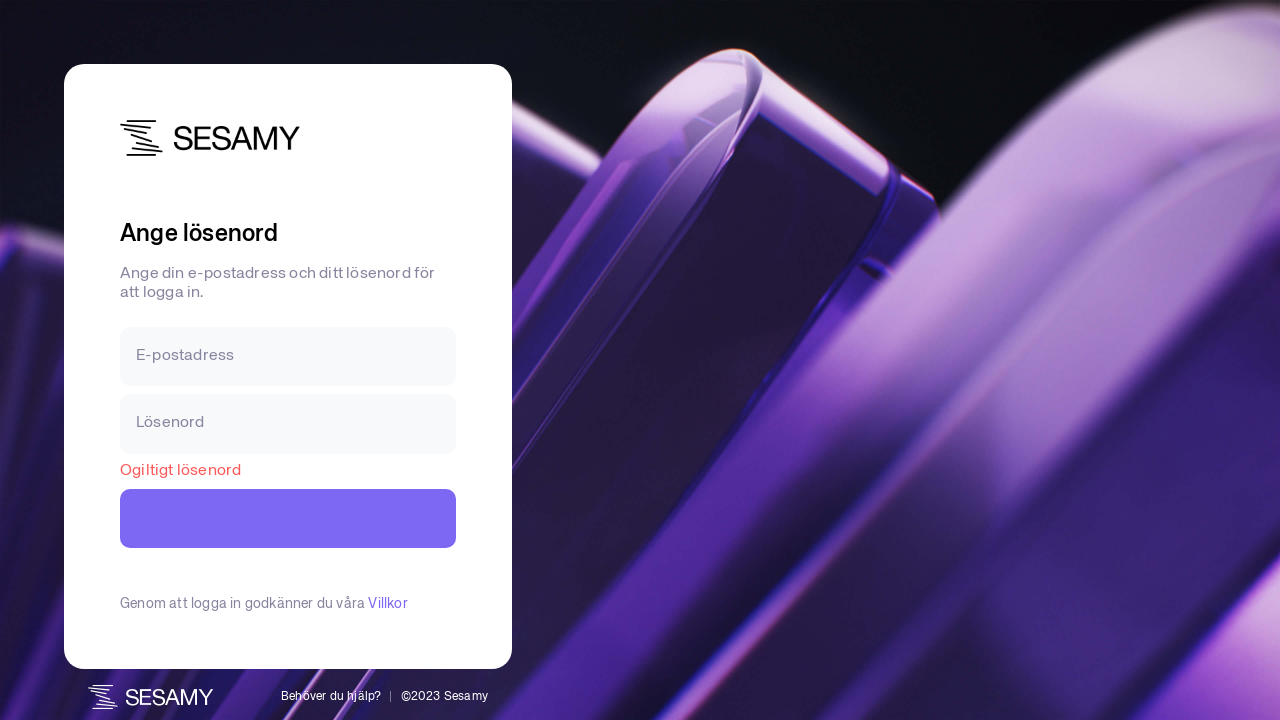 SESAMY
Ange lösenord
Ange din e-postadress och ditt lösenord för
att logga in.
E-postadress
Lösenord
Ogiltigt lösenord
Genom att logga in godkänner du våra Villkor
SESAMY
Behöver du hjälp? | ©2023 Sesamy